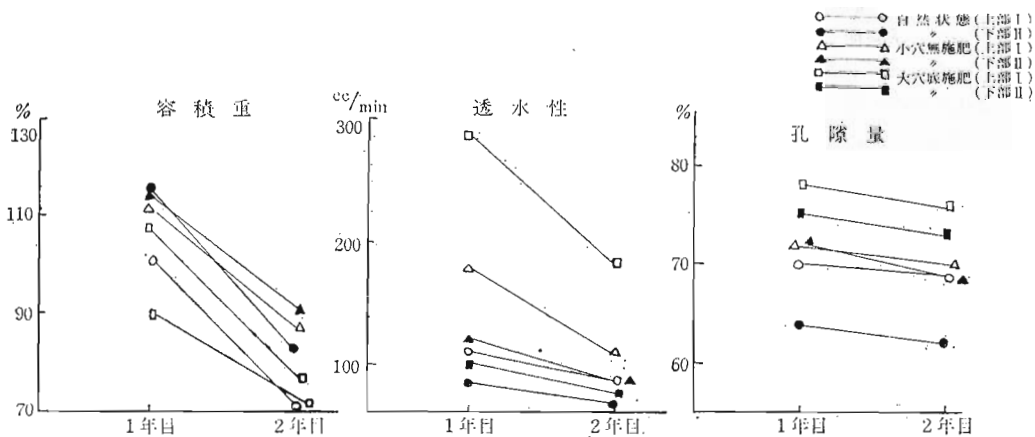 自然状態(上部I)
〃 (下部II)
小穴無施肥(上部I)
〃 (下部II)
大穴底施肥(上部I)
〃 (下部II)
容積重
%
130
110
90
70
1年目
2年目
透水性
cc/min
300
200
100
1年目
2年目
孔隙量
%
80
70
60
1年目
2年目